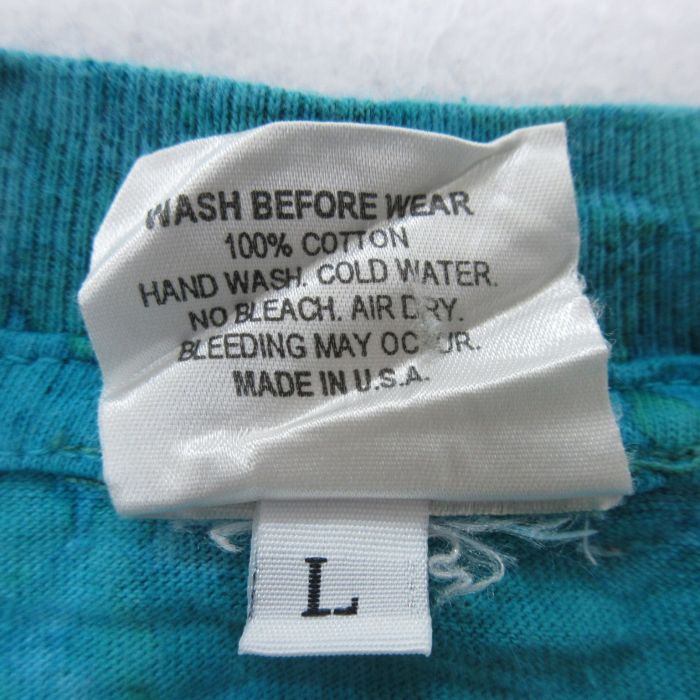 WASH BEFORE WEAR
100% COTTON
HAND WASH. COLD WATER.
NO BLEACH. AIR DRY.
BLEEDING MAY OCCUR.
MADE IN U.S.A.
L